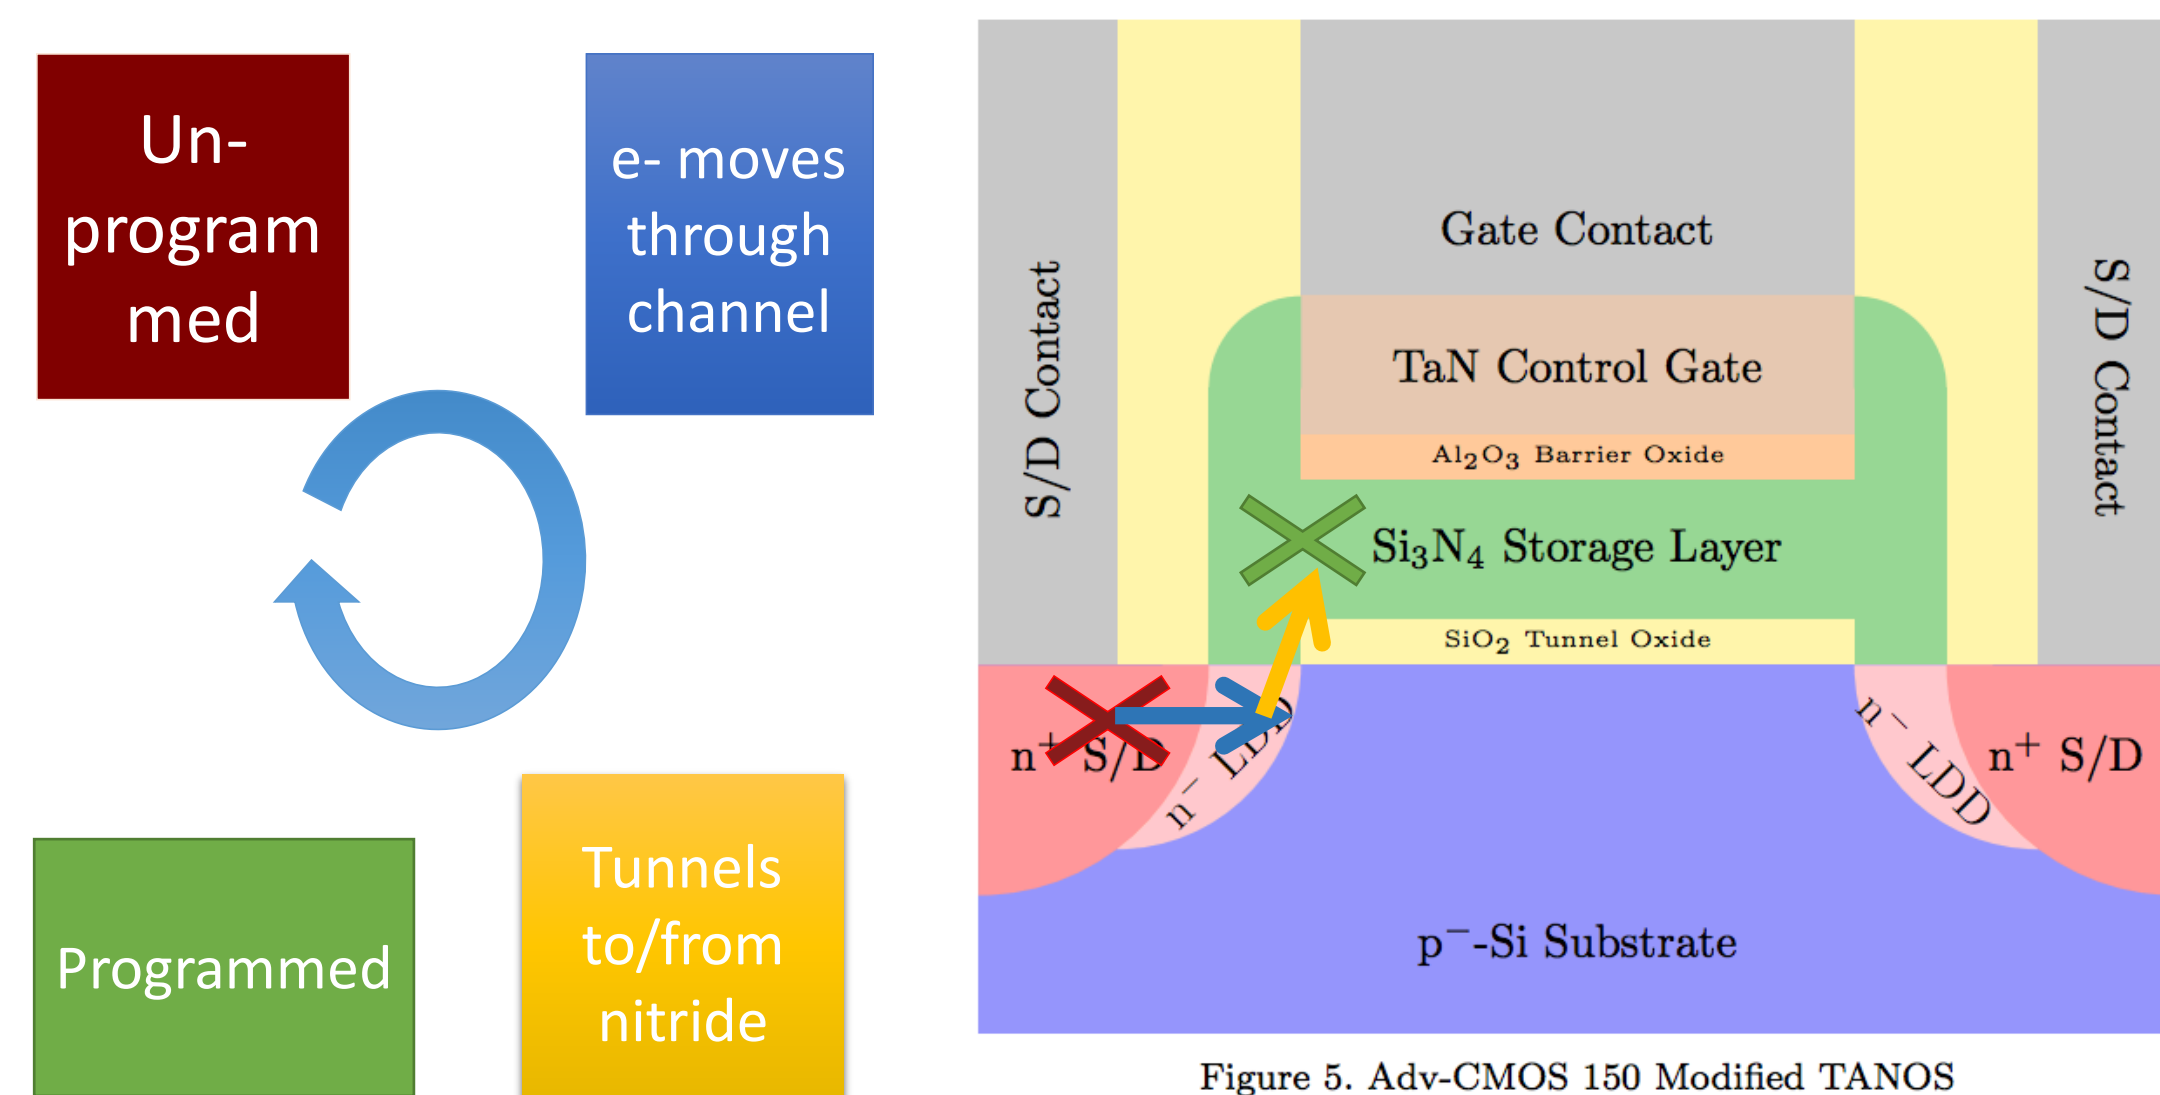 Un-
program
med
e- moves
through
channel
Programmed
Tunnels
to/from
nitride
S/D Contact
Gate Contact
S/D Contact
TaN Control Gate
Al₂O₃ Barrier Oxide
Si₃N₄ Storage Layer
SiO₂ Tunnel Oxide
n⁺ S/D
n⁻ LDD
n⁻ LDD
n⁺ S/D
p⁻-Si Substrate
Figure 5. Adv-CMOS 150 Modified TANOS